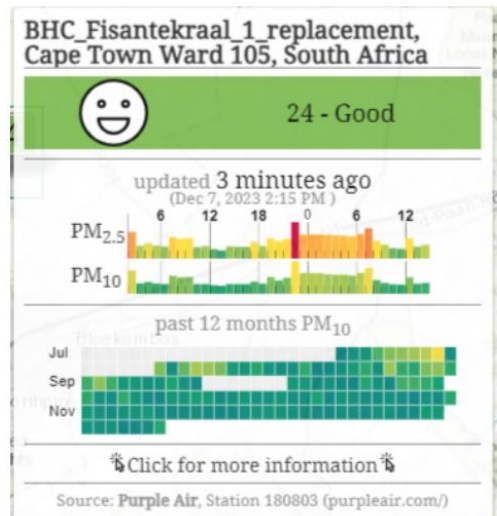 BHC_Fisantekraal_1_replacement,
Cape Town Ward 105, South Africa
24 - Good
updated 3 minutes ago
(Dec 7, 2023 2:15 PM )
6 12 18 0 6 12
PM2.5
PM10
past 12 months PM10
Jul
Sep
Nov
Click for more information
Source: Purple Air, Station 180803 (purpleair.com/)